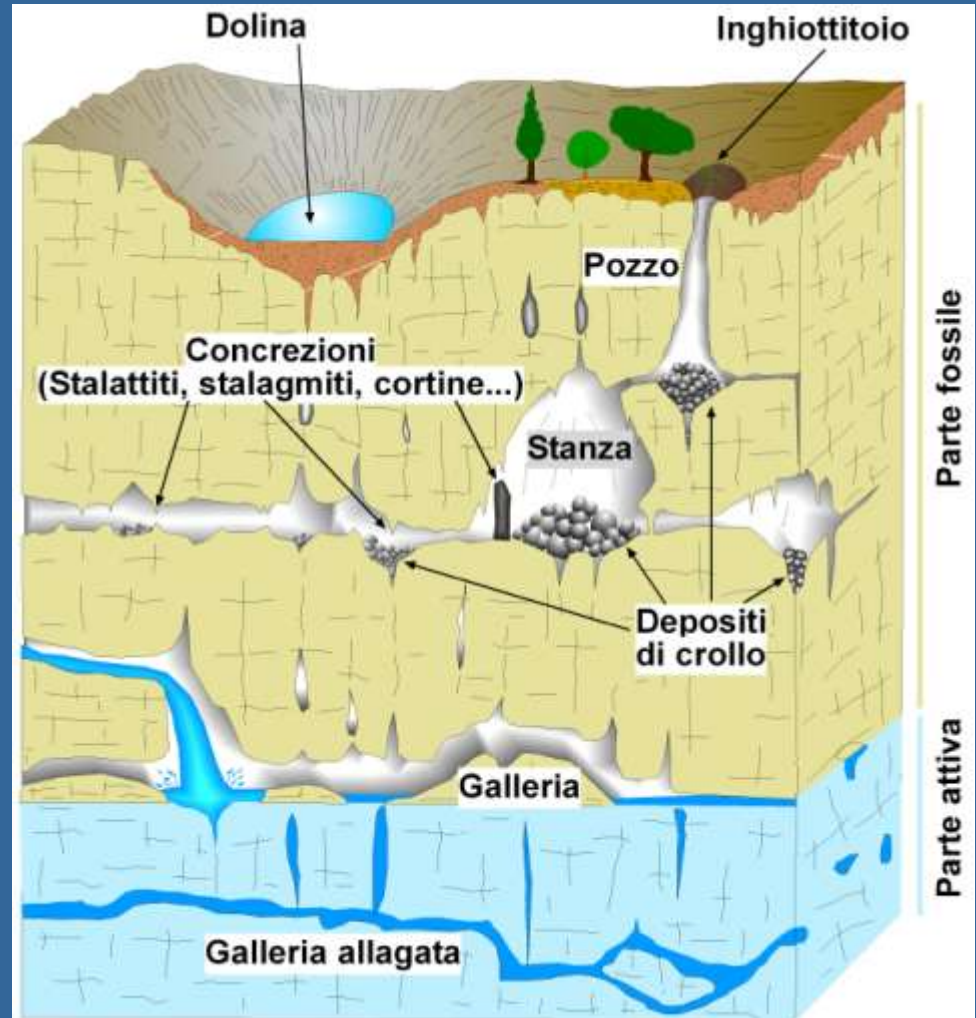 Dolina
Inghiottitoio
Pozzo
Concrezioni
(Stalattiti, stalagmiti, cortine...)
Stanza
Parte fossile
Depositi
di crollo
Galleria
Parte attiva
Galleria allagata